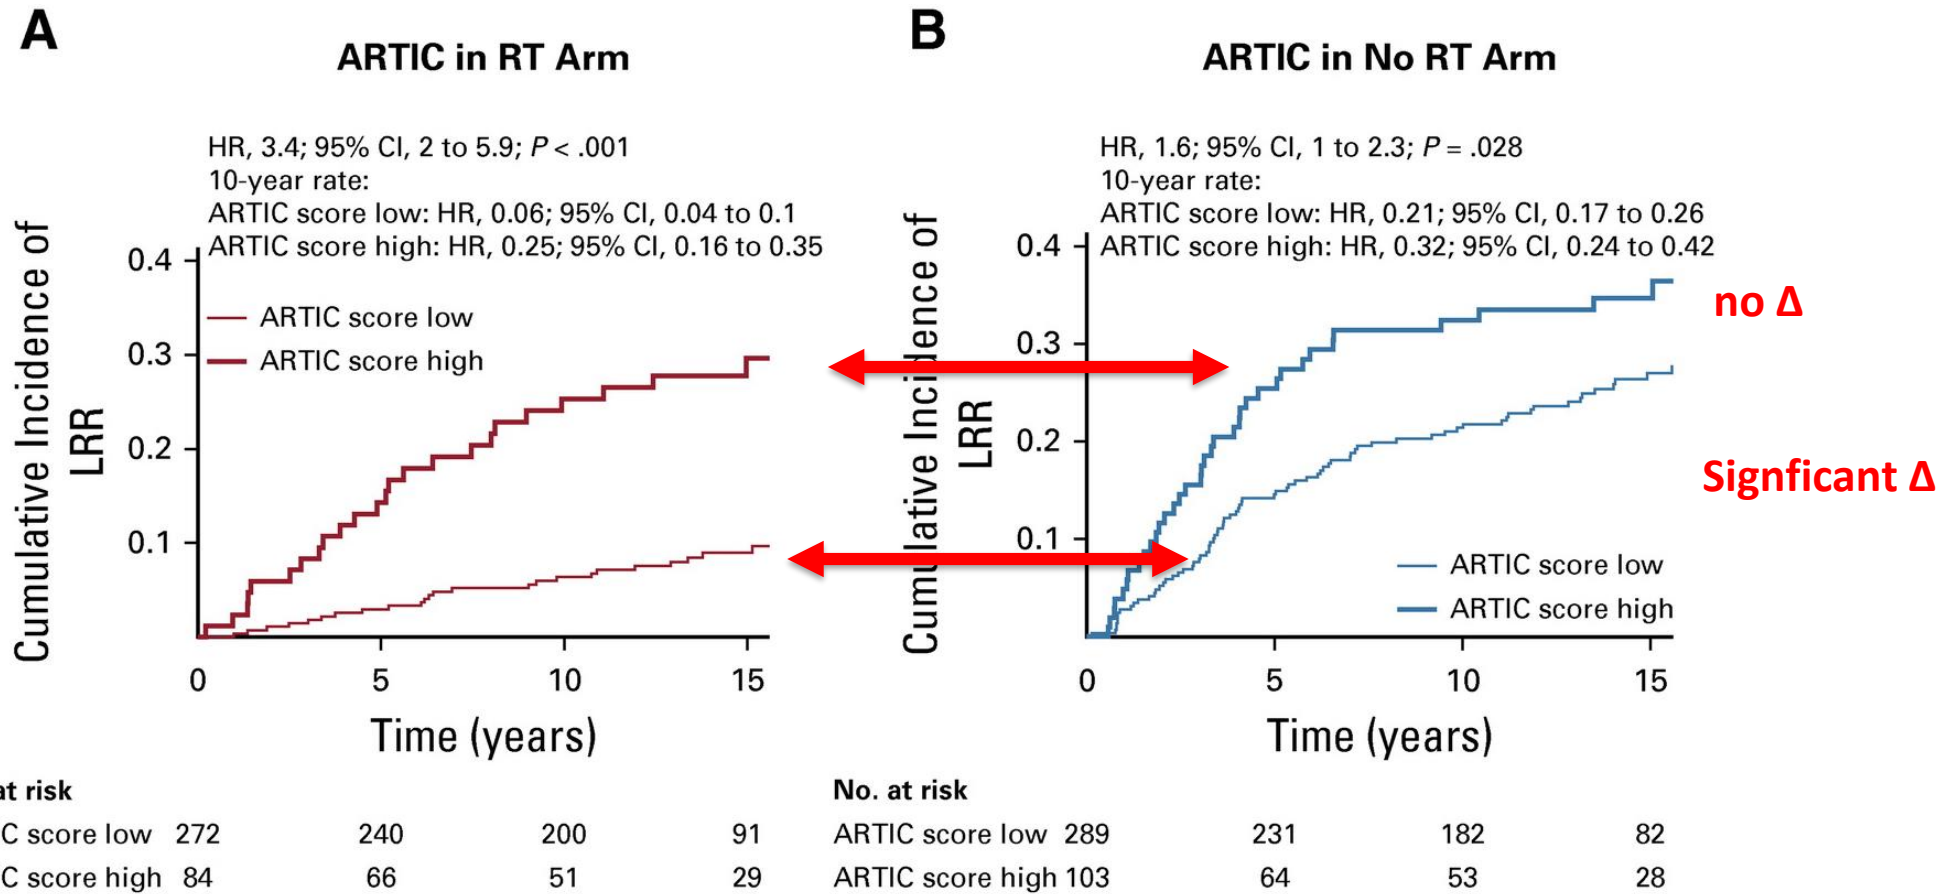 A
ARTIC in RT Arm
HR, 3.4; 95% CI, 2 to 5.9; P < .001
10-year rate:
ARTIC score low: HR, 0.06; 95% CI, 0.04 to 0.1
ARTIC score high: HR, 0.25; 95% CI, 0.16 to 0.35
Cumulative Incidence of
LRR
0.4
0.3
0.2
0.1
ARTIC score low
ARTIC score high
0 5 10 15
Time (years)
at risk
C score low 272 240 200 91
C score high 84 66 51 29
B
ARTIC in No RT Arm
HR, 1.6; 95% CI, 1 to 2.3; P = .028
10-year rate:
ARTIC score low: HR, 0.21; 95% CI, 0.17 to 0.26
ARTIC score high: HR, 0.32; 95% CI, 0.24 to 0.42
Cumulative Incidence of
LRR
0.4
0.3
0.2
0.1
no Δ
Signficant Δ
ARTIC score low
ARTIC score high
0 5 10 15
Time (years)
No. at risk
ARTIC score low 289 231 182 82
ARTIC score high 103 64 53 28